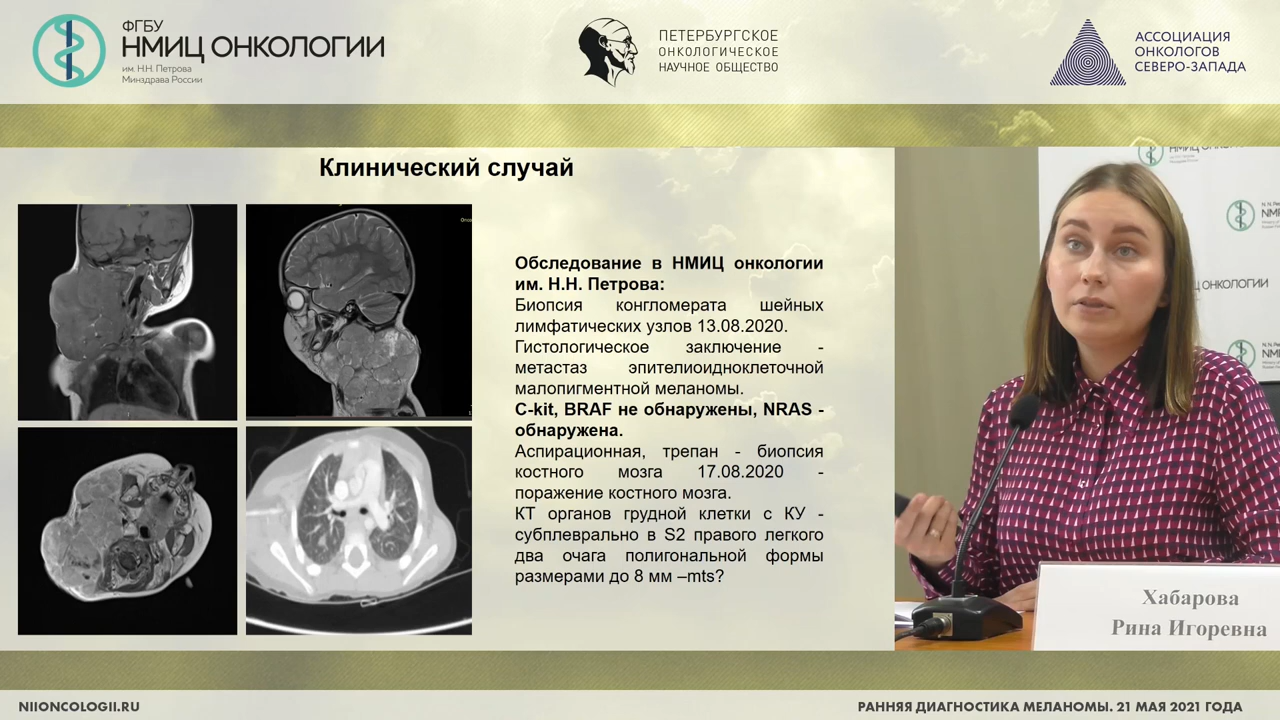 ФГБУ
НМИЦ ОНКОЛОГИИ
им. Н.Н. Петрова
Минздрава России
ПЕТЕРБУРГСКОЕ
ОНКОЛОГИЧЕСКОЕ
НАУЧНОЕ ОБЩЕСТВО
АССОЦИАЦИЯ
ОНКОЛОГОВ
СЕВЕРО-ЗАПАДА
Клинический случай
Обследование в НМИЦ онкологии
им. Н.Н. Петрова:
Биопсия конгломерата шейных
лимфатических узлов 13.08.2020.
Гистологическое заключение -
метастаз эпителиоидноклеточной
малопигментной меланомы.
C-kit, BRAF не обнаружены, NRAS -
обнаружена.
Аспирационная, трепан - биопсия
костного мозга 17.08.2020 -
поражение костного мозга.
КТ органов грудной клетки с КУ -
субплеврально в S2 правого легкого
два очага полигональной формы
размерами до 8 мм –mts?
Хабарова
Рина Игоревна
NIIONCOLOGII.RU
РАННЯЯ ДИАГНОСТИКА МЕЛАНОМЫ. 21 МАЯ 2021 ГОДА